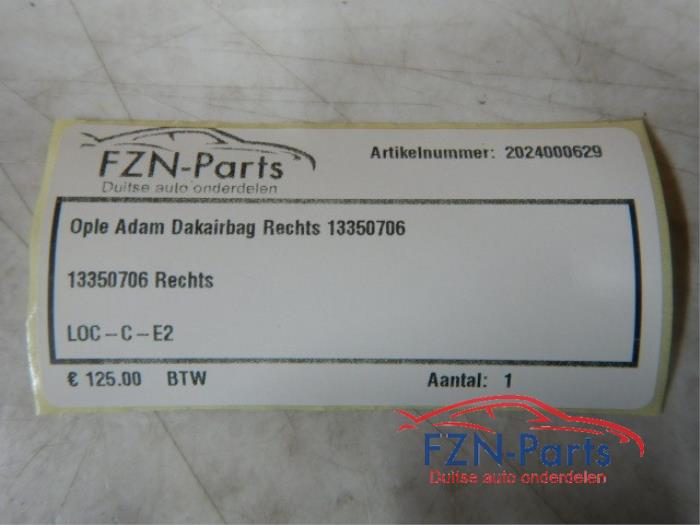 FZN-Parts
Duitse auto onderdelen
Artikelnummer: 2024000629
Ople Adam Dakairbag Rechts 13350706
13350706 Rechts
LOC-C-E2
€ 125.00 BTW
Aantal: 1
FZN-Parts
Duitse auto onderdelen